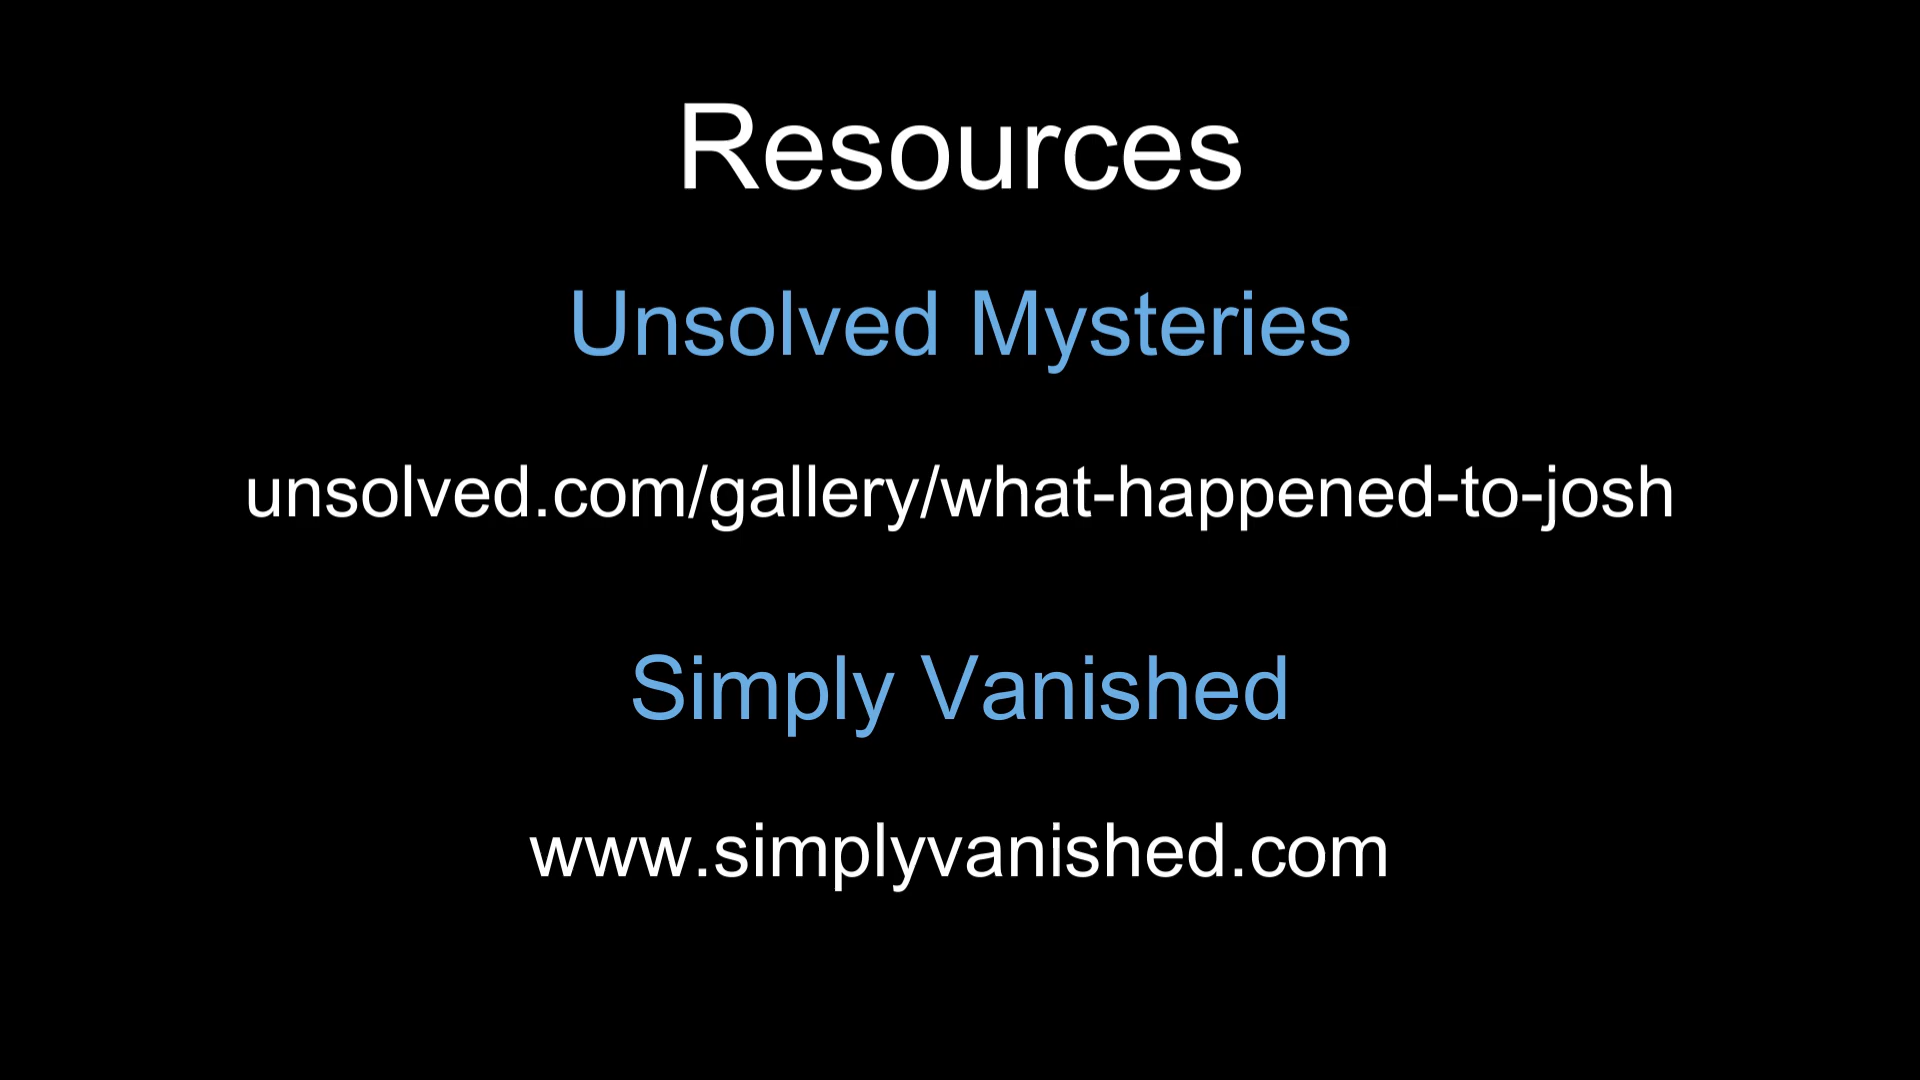 Resources
Unsolved Mysteries
unsolved.com/gallery/what-happened-to-josh
Simply Vanished
www.simplyvanished.com